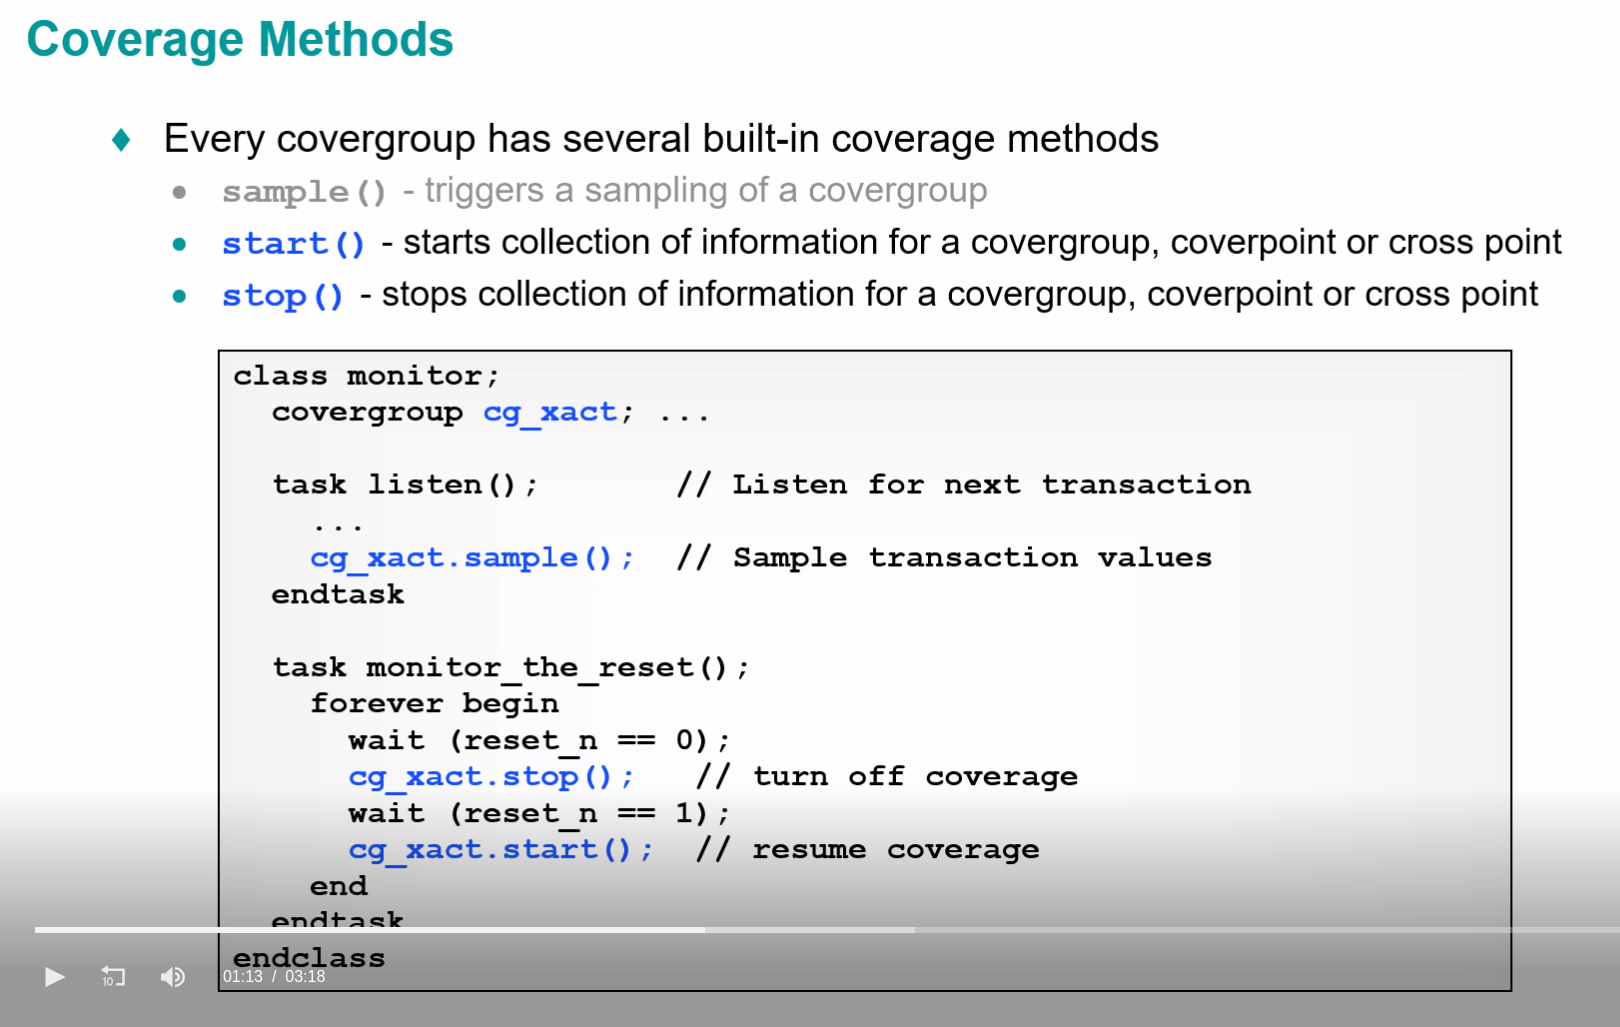 Coverage Methods
Every covergroup has several built-in coverage methods
sample() - triggers a sampling of a covergroup
start() - starts collection of information for a covergroup, coverpoint or cross point
stop() - stops collection of information for a covergroup, coverpoint or cross point
class monitor;
covergroup cg_xact; ...
task listen(); // Listen for next transaction
...
cg_xact.sample(); // Sample transaction values
endtask
task monitor_the_reset();
forever begin
wait (reset_n == 0);
cg_xact.stop(); // turn off coverage
wait (reset_n == 1);
cg_xact.start(); // resume coverage
end
endtask
endclass
10
01:13 / 03:18